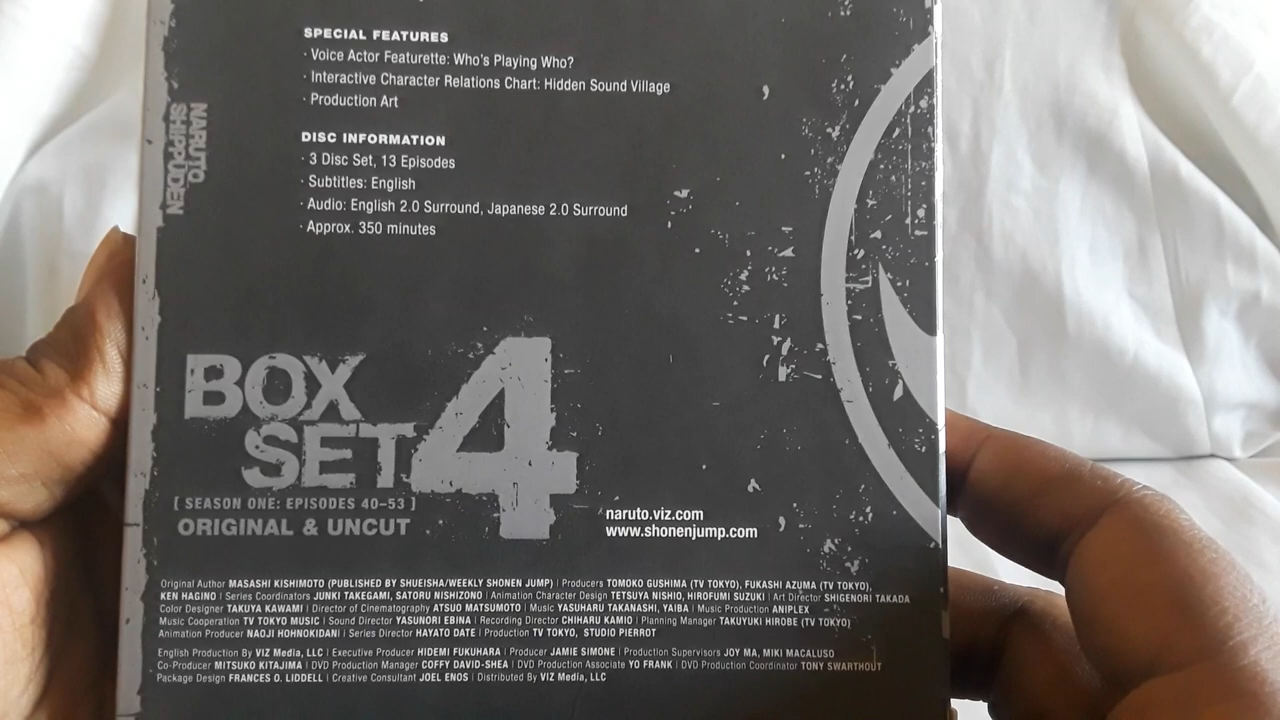 SPECIAL FEATURES
· Voice Actor Featurette: Who's Playing Who?
· Interactive Character Relations Chart: Hidden Sound Village
· Production Art
NARUTO
SHIPPUDEN
DISC INFORMATION
· 3 Disc Set, 13 Episodes
· Subtitles: English
· Audio: English 2.0 Surround, Japanese 2.0 Surround
· Approx. 350 minutes
BOX
SET 4
[ SEASON ONE: EPISODES 40–53 ]
ORIGINAL & UNCUT
naruto.viz.com
www.shonenjump.com
Original Author MASASHI KISHIMOTO (PUBLISHED BY SHUEISHA/WEEKLY SHONEN JUMP) | Producers TOMOKO GUSHIMA (TV TOKYO), FUKASHI AZUMA (TV TOKYO),
KEN HAGINO | Series Coordinators JUNKI TAKEGAMI, SATORU NISHIZONO | Animation Character Design TETSUYA NISHIO, HIROFUMI SUZUKI | Art Director SHIGENORI TAKADA
Color Designer TAKUYA KAWAMI | Director of Cinematography ATSUO MATSUMOTO | Music YASUHARU TAKANASHI, YAIBA | Music Production ANIPLEX
Music Cooperation TV TOKYO MUSIC | Sound Director YASUNORI EBINA | Recording Director CHIHARU KAMIO | Planning Manager TAKUYUKI HIROBE (TV TOKYO)
Animation Producer NAOJI HOHNOKIDANI | Series Director HAYATO DATE | Production TV TOKYO, STUDIO PIERROT
English Production By VIZ Media, LLC | Executive Producer HIDEMI FUKUHARA | Producer JAMIE SIMONE | Production Supervisors JOY MA, MIKI MACALUSO
Co-Producer MITSUKO KITAJIMA | DVD Production Manager COFFY DAVID-SHEA | DVD Production Associate YO FRANK | DVD Production Coordinator TONY SWARTHOUT
Package Design FRANCES O. LIDDELL | Creative Consultant JOEL ENOS | Distributed By VIZ Media, LLC